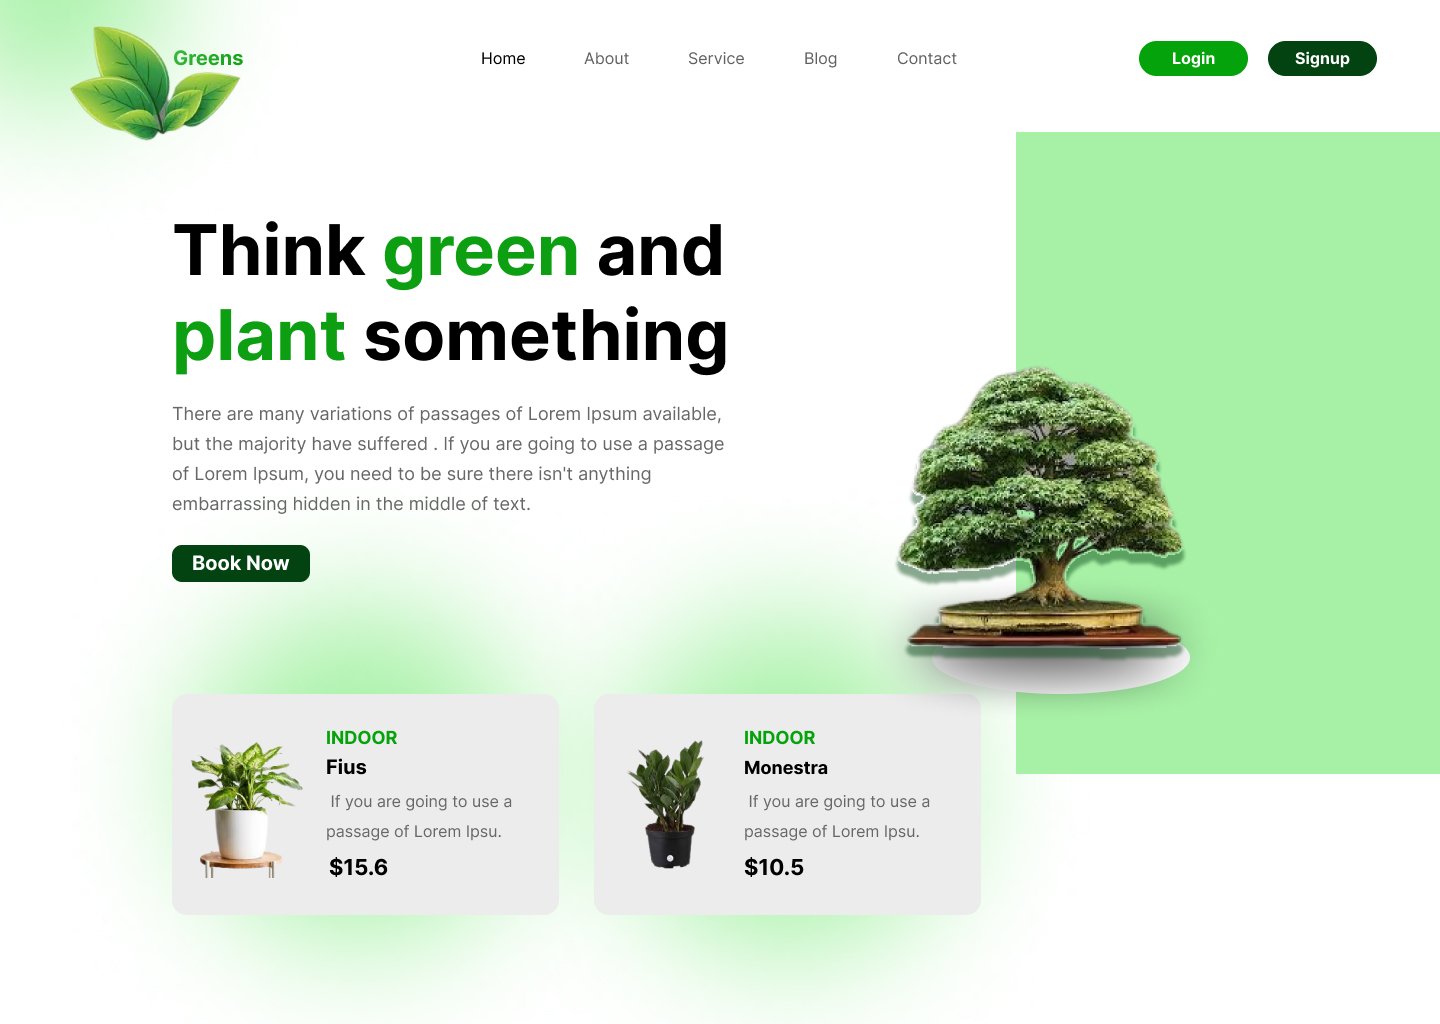 Greens
Home About Service Blog Contact
Login Signup
Think green and
plant something
There are many variations of passages of Lorem Ipsum available,
but the majority have suffered . If you are going to use a passage
of Lorem Ipsum, you need to be sure there isn't anything
embarrassing hidden in the middle of text.
Book Now
INDOOR
Fius
If you are going to use a
passage of Lorem Ipsu.
$15.6
INDOOR
Monestra
If you are going to use a
passage of Lorem Ipsu.
$10.5